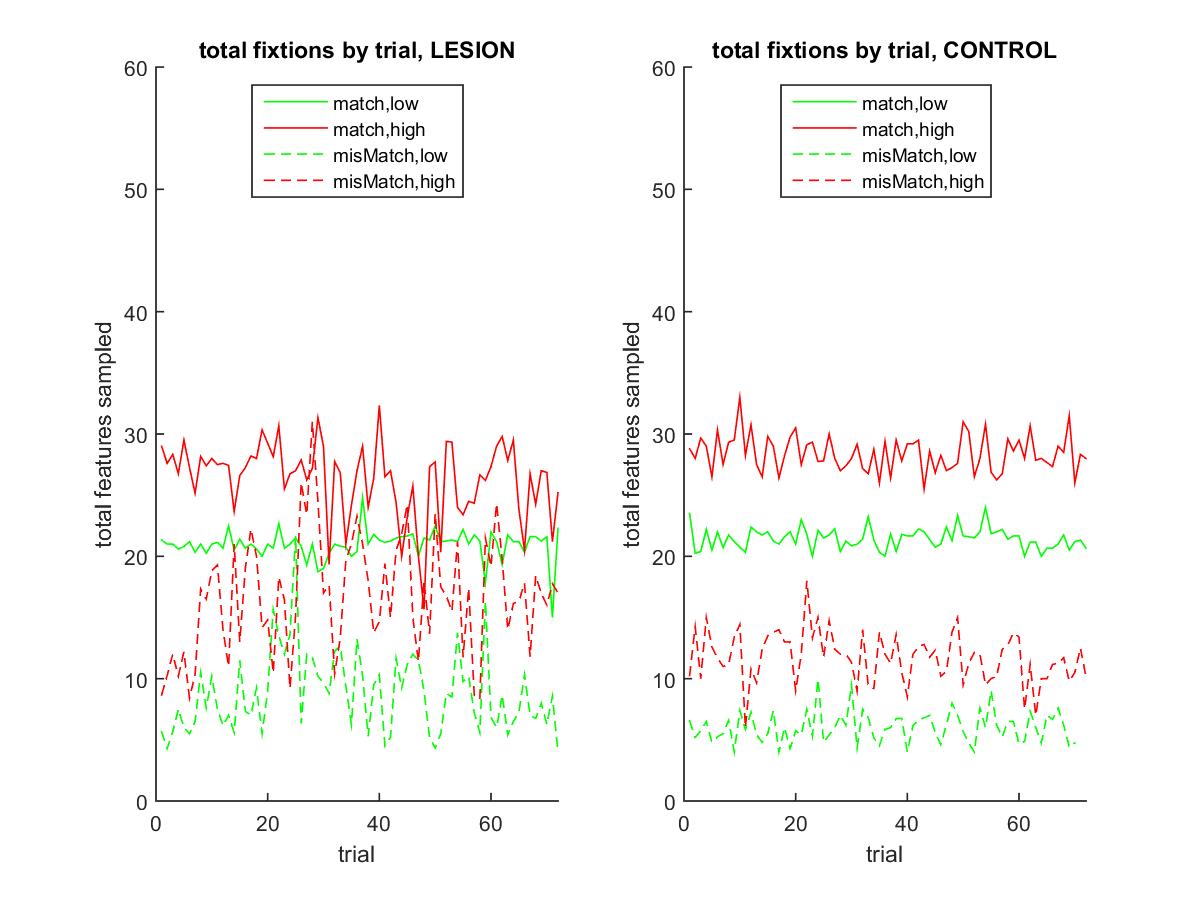 total fixtions by trial, LESION
match,low
match,high
misMatch,low
misMatch,high
60
50
40
30
20
10
0
total features sampled
0 20 40 60
trial
total fixtions by trial, CONTROL
match,low
match,high
misMatch,low
misMatch,high
60
50
40
30
20
10
0
total features sampled
0 20 40 60
trial